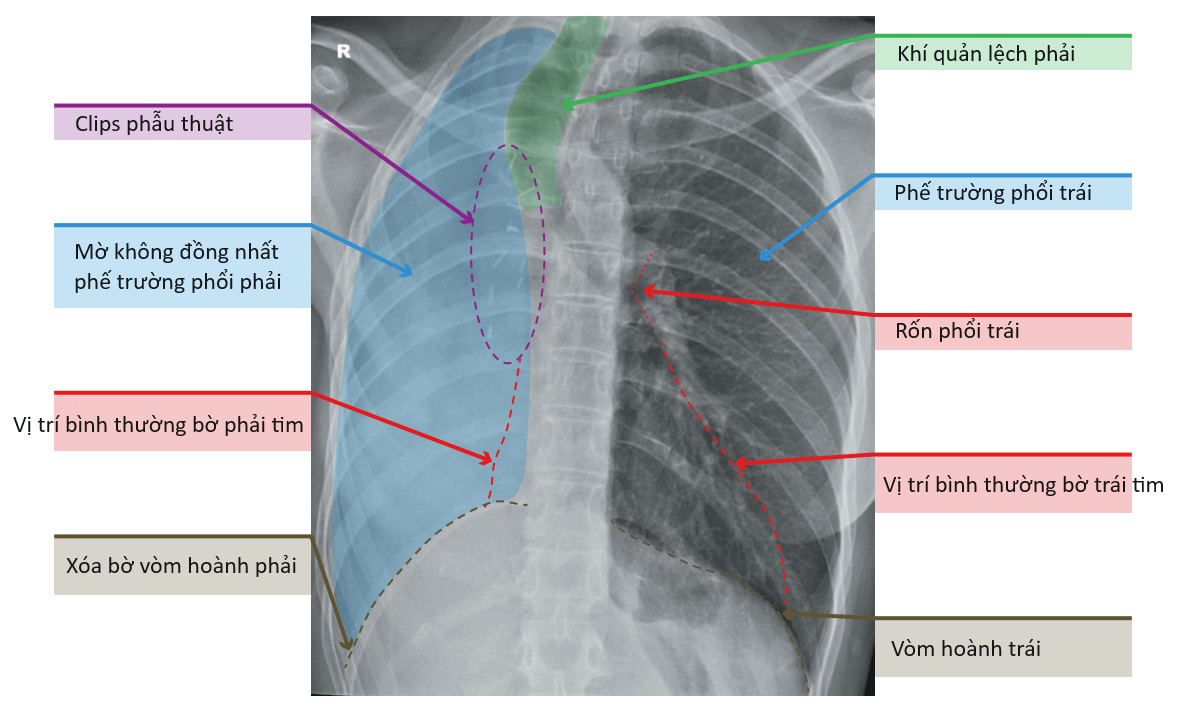 R
Clips phẫu thuật
Mờ không đồng nhất
phế trường phổi phải
Vị trí bình thường bờ phải tim
Xóa bờ vòm hoành phải
Khí quản lệch phải
Phế trường phổi trái
Rốn phổi trái
Vị trí bình thường bờ trái tim
Vòm hoành trái